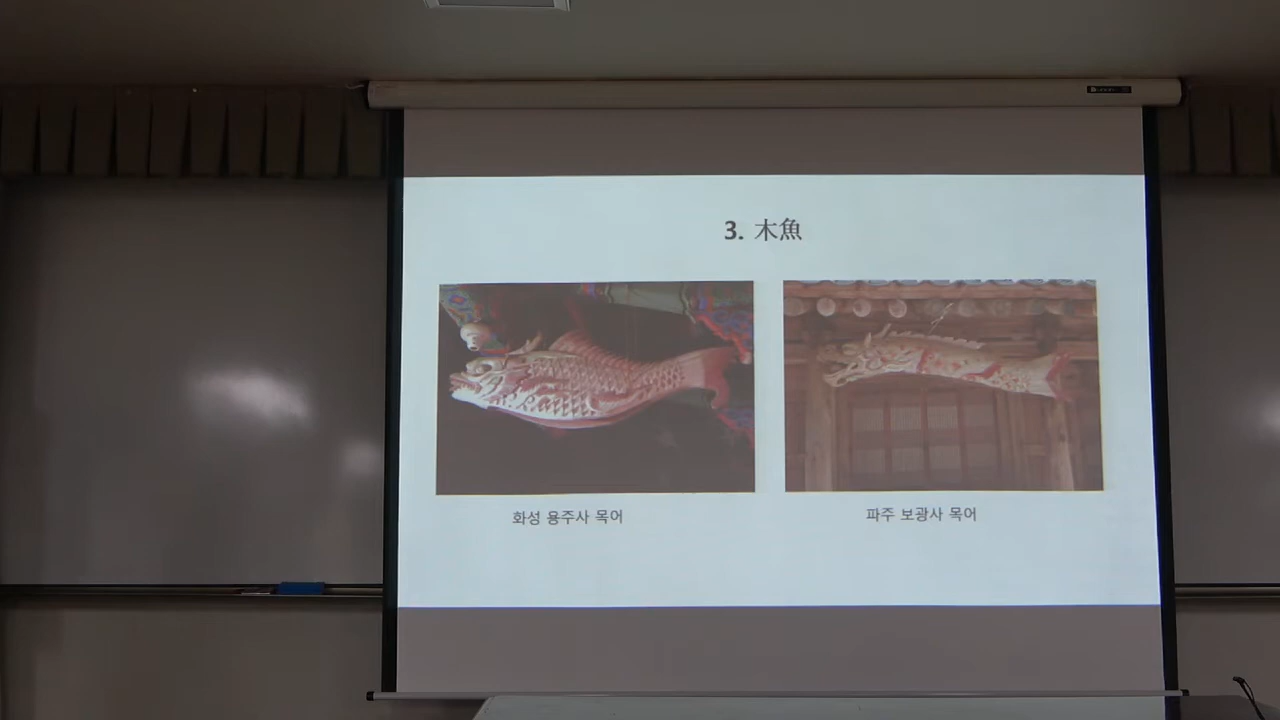 3. 木魚
화성 용주사 목어
파주 보광사 목어